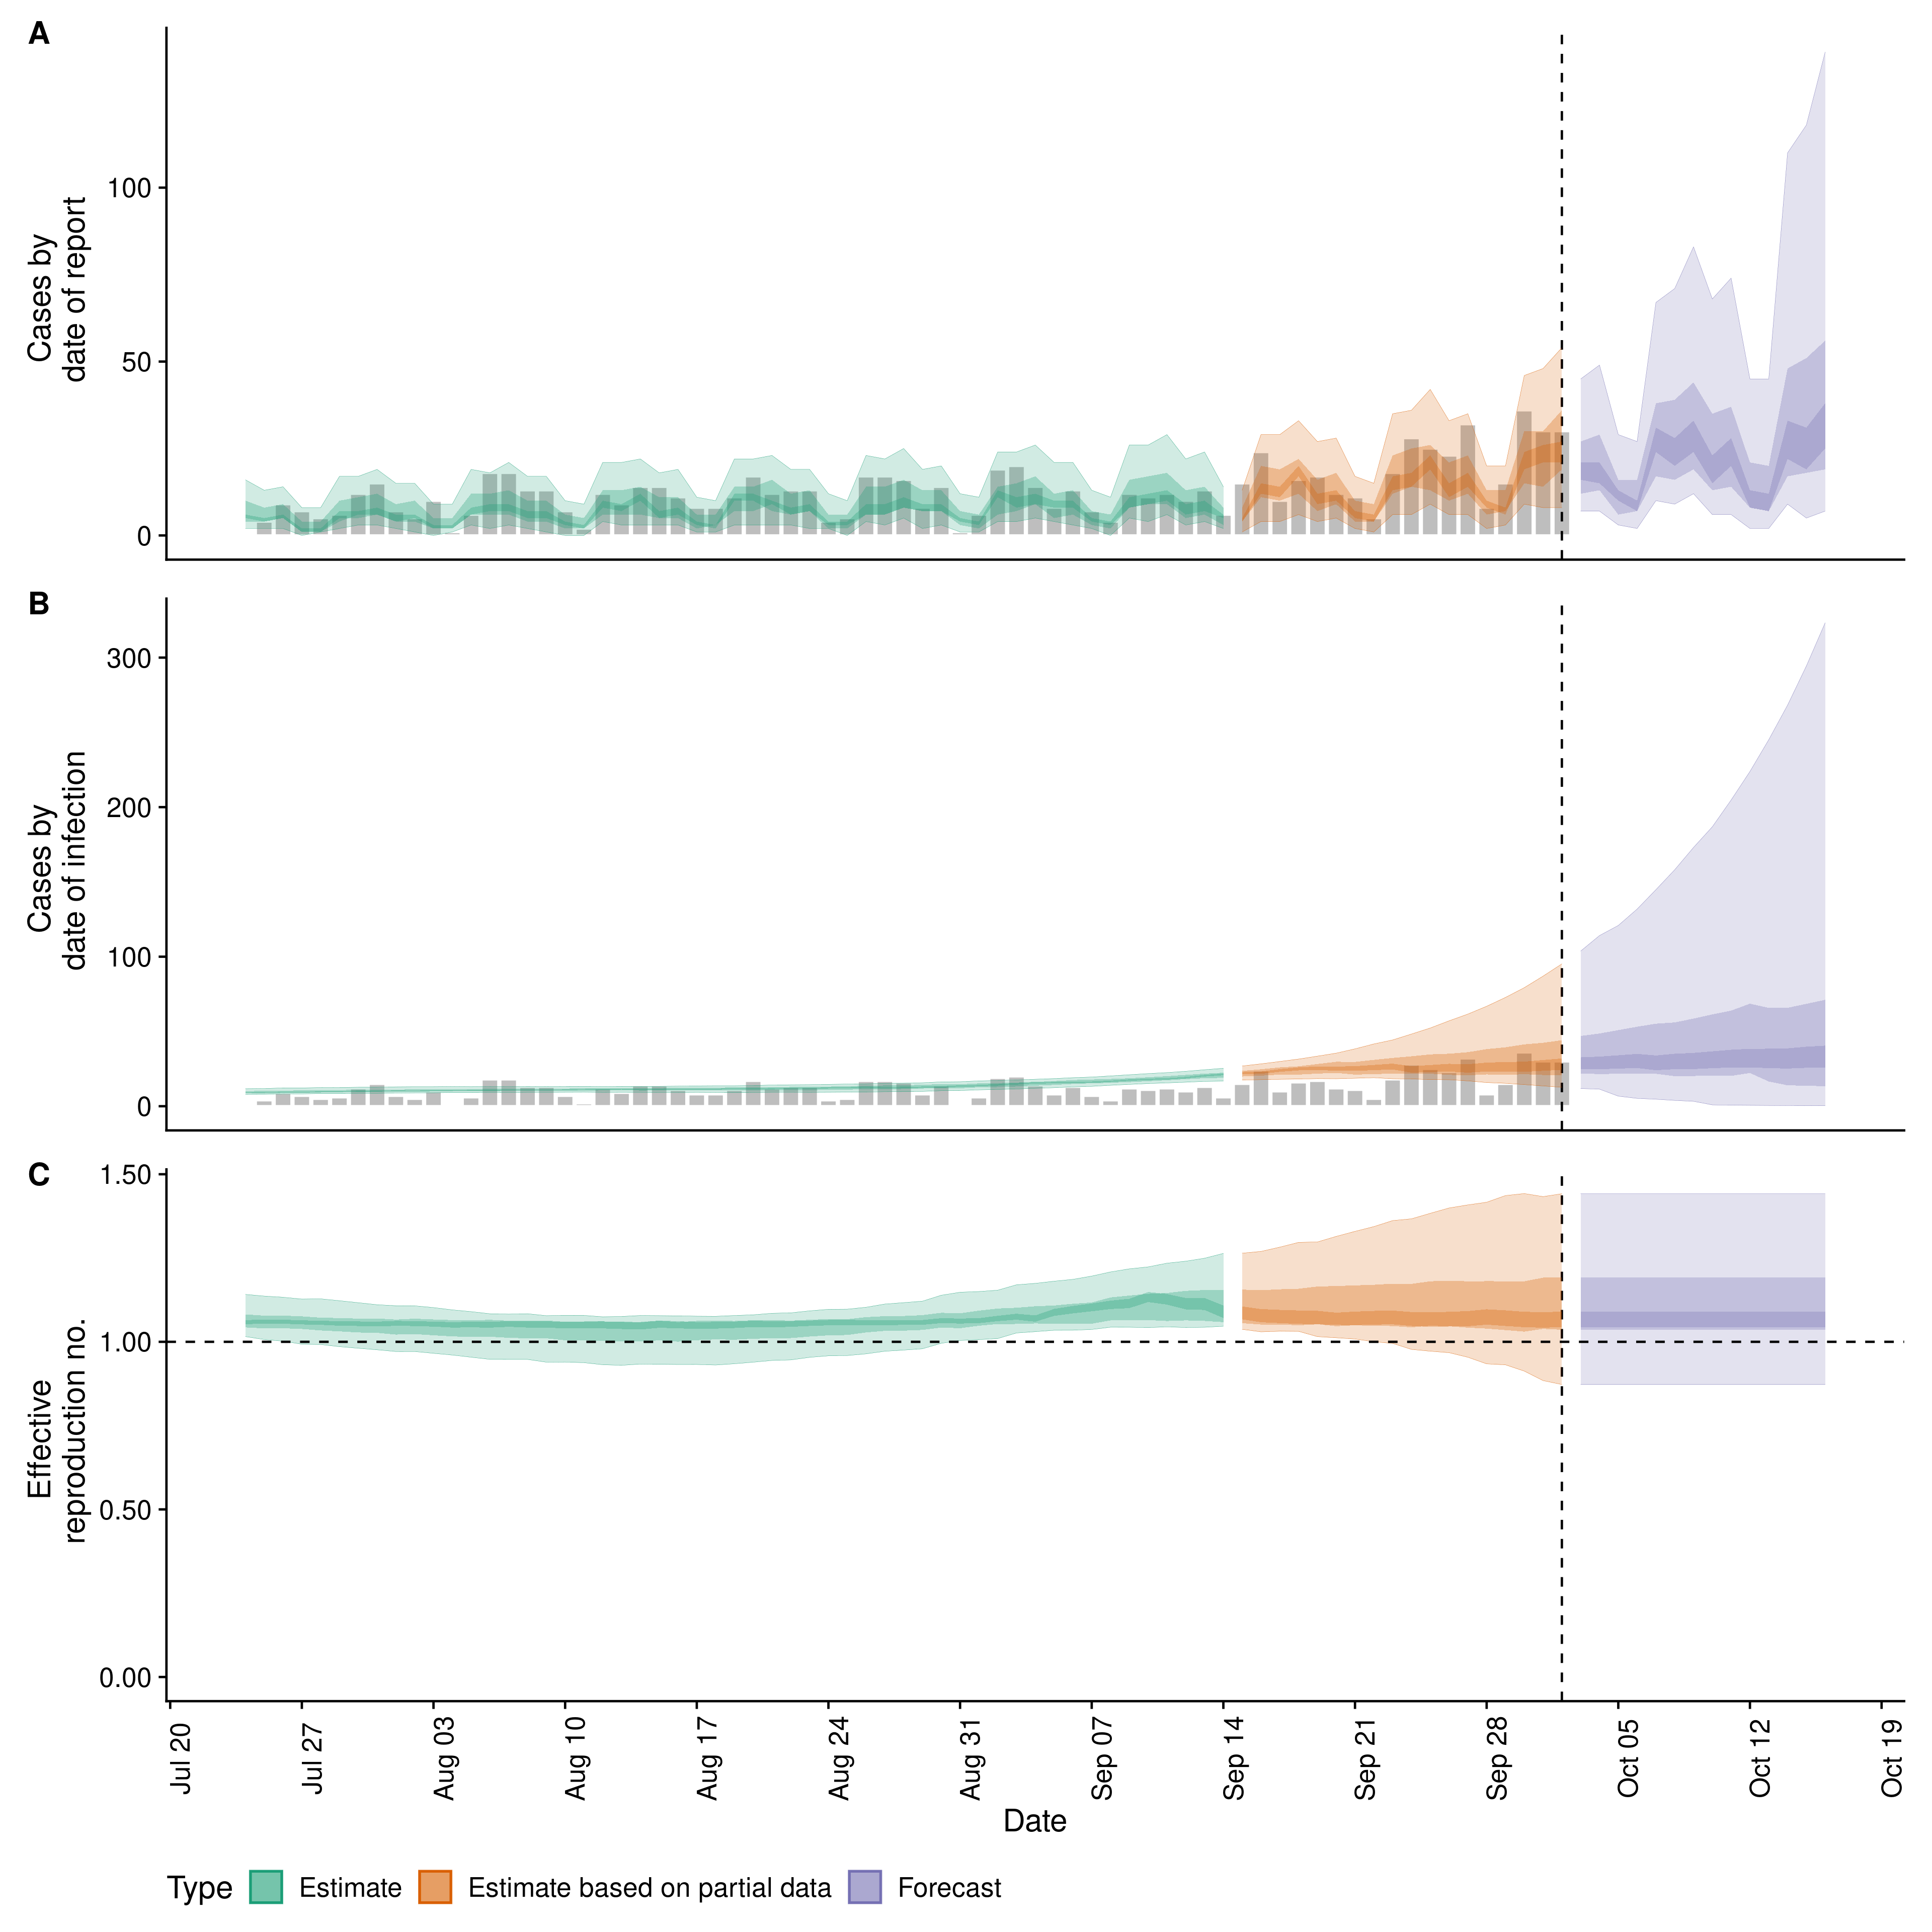 A
Cases by
date of report
100
50
0
B
Cases by
date of infection
300
200
100
0
C
Effective
reproduction no.
1.50
1.00
0.50
0.00
Jul 20
Jul 27
Aug 03
Aug 10
Aug 17
Aug 24
Aug 31
Sep 07
Sep 14
Sep 21
Sep 28
Oct 05
Oct 12
Oct 19
Date
Type Estimate Estimate based on partial data Forecast